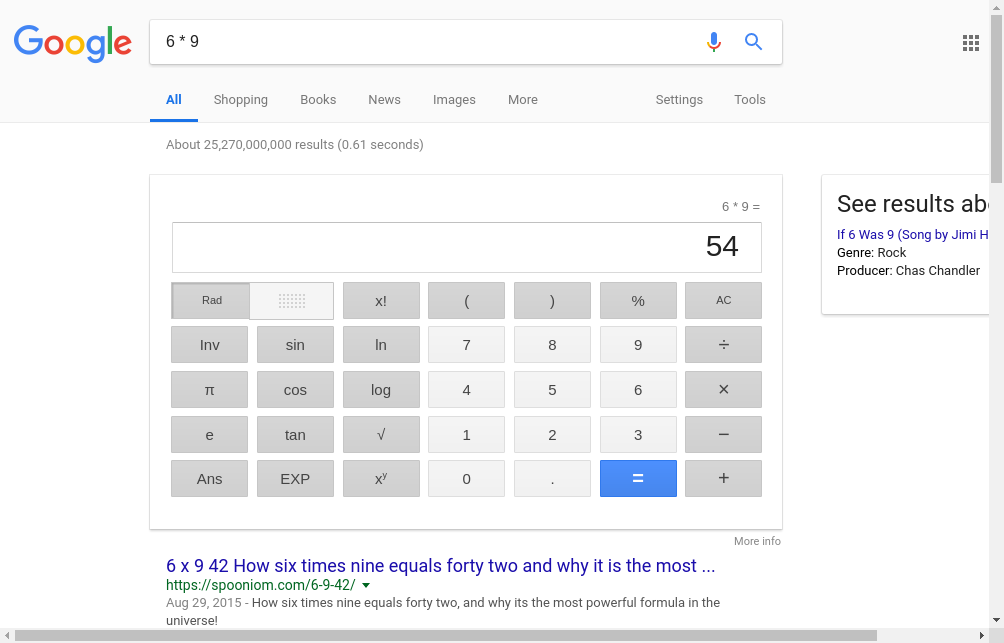 Google
6 * 9
All Shopping Books News Images More Settings Tools
About 25,270,000,000 results (0.61 seconds)
6 * 9 =
54
Rad x! ( ) % AC
Inv sin ln 7 8 9 ÷
π cos log 4 5 6 ×
e tan √ 1 2 3 −
Ans EXP xʸ 0 . = +
More info
See results abo
If 6 Was 9 (Song by Jimi H
Genre: Rock
Producer: Chas Chandler
6 x 9 42 How six times nine equals forty two and why it is the most ...
https://spooniom.com/6-9-42/
Aug 29, 2015 - How six times nine equals forty two, and why its the most powerful formula in the
universe!